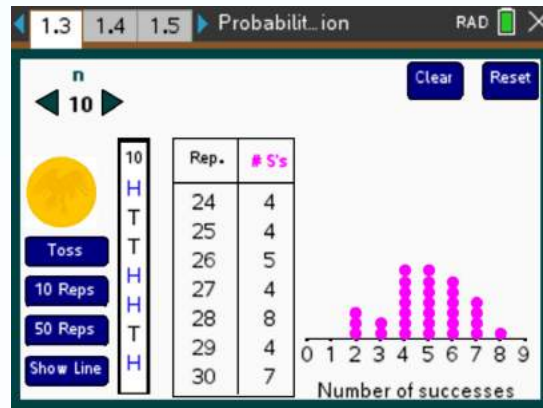 1.3 1.4 1.5 Probabilit...ion RAD
n
10
Clear Reset
Toss
10 Reps
50 Reps
Show Line
10
H
T
T
H
H
T
H
Rep. # S's
24 4
25 4
26 5
27 4
28 8
29 4
30 7
0 1 2 3 4 5 6 7 8 9
Number of successes